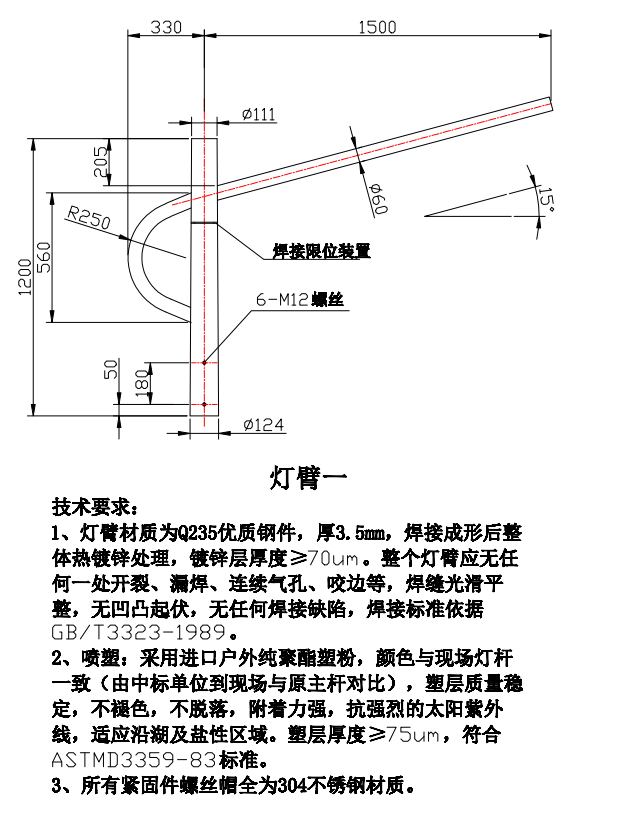 330
1500
Ø111
205
Ø60
15°
R250
560
1200
焊接限位装置
6-M12螺丝
50
180
Ø124
灯臂一
技术要求：
1、灯臂材质为Q235优质钢件，厚3.5mm，焊接成形后整
体热镀锌处理，镀锌层厚度≥70um。整个灯臂应无任
何一处开裂、漏焊、连续气孔、咬边等，焊缝光滑平
整，无凹凸起伏，无任何焊接缺陷，焊接标准依据
GB/T3323-1989。
2、喷塑：采用进口户外纯聚酯塑粉，颜色与现场灯杆
一致（由中标单位到现场与原主杆对比），塑层质量稳
定，不褪色，不脱落，附着力强，抗强烈的太阳紫外
线，适应沿湖及盐性区域。塑层厚度≥75um，符合
ASTMD3359-83标准。
3、所有紧固件螺丝帽全为304不锈钢材质。